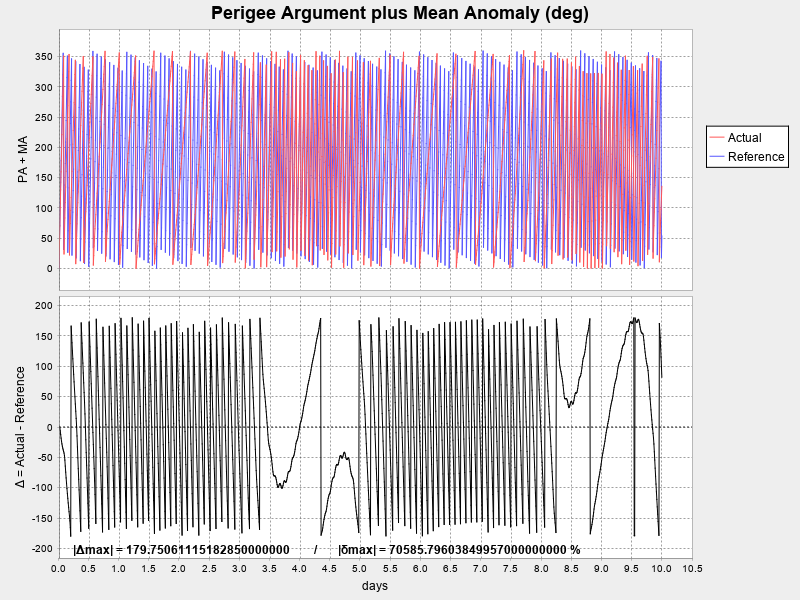 Perigee Argument plus Mean Anomaly (deg)
PA + MA
350
300
250
200
150
100
50
0
Actual
Reference
Δ = Actual - Reference
200
150
100
50
0
-50
-100
-150
-200
|Δmax| = 179.75061115182850000000 / |δmax| = 70585.79603849957000000000 %
0.0 0.5 1.0 1.5 2.0 2.5 3.0 3.5 4.0 4.5 5.0 5.5 6.0 6.5 7.0 7.5 8.0 8.5 9.0 9.5 10.0 10.5
days